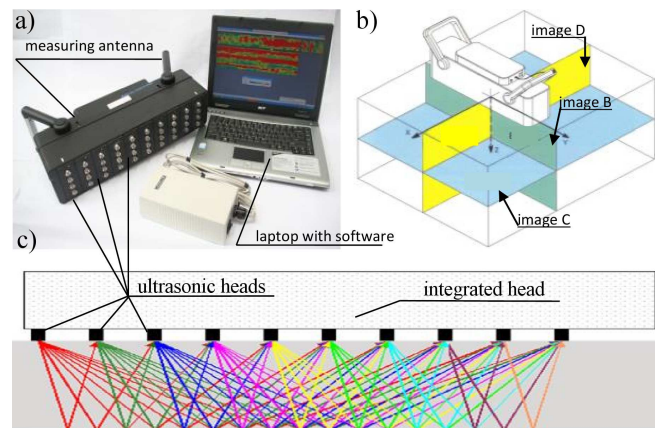 a)
measuring antenna
laptop with software
b)
image D
image B
image C
X
Y
Z
c)
ultrasonic heads
integrated head